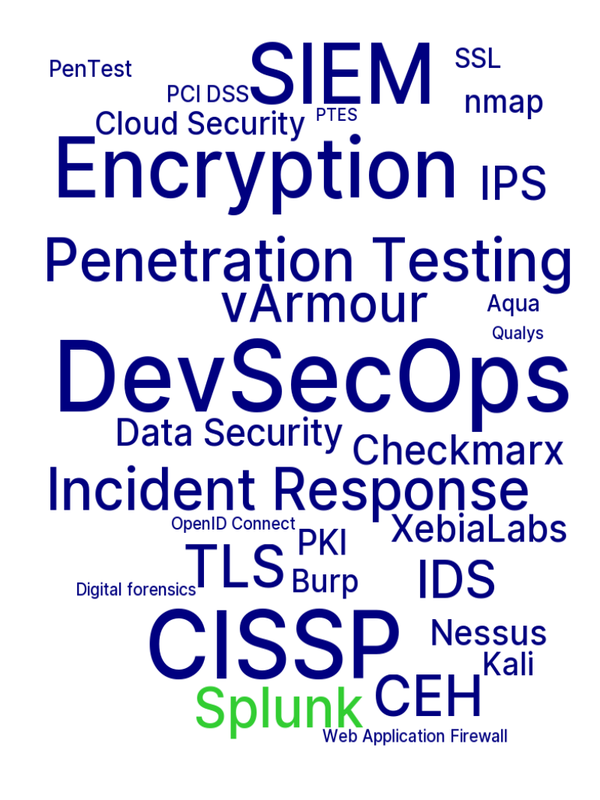 SIEM
SSL
PenTest
PCI DSS
nmap
PTES
Cloud Security
Encryption
IPS
Penetration Testing
vArmour
Aqua
Qualys
DevSecOps
Data Security
Checkmarx
Incident Response
OpenID Connect
XebiaLabs
PKI
TLS
Burp
IDS
Digital forensics
CISSP
Nessus
Kali
Splunk
CEH
Web Application Firewall